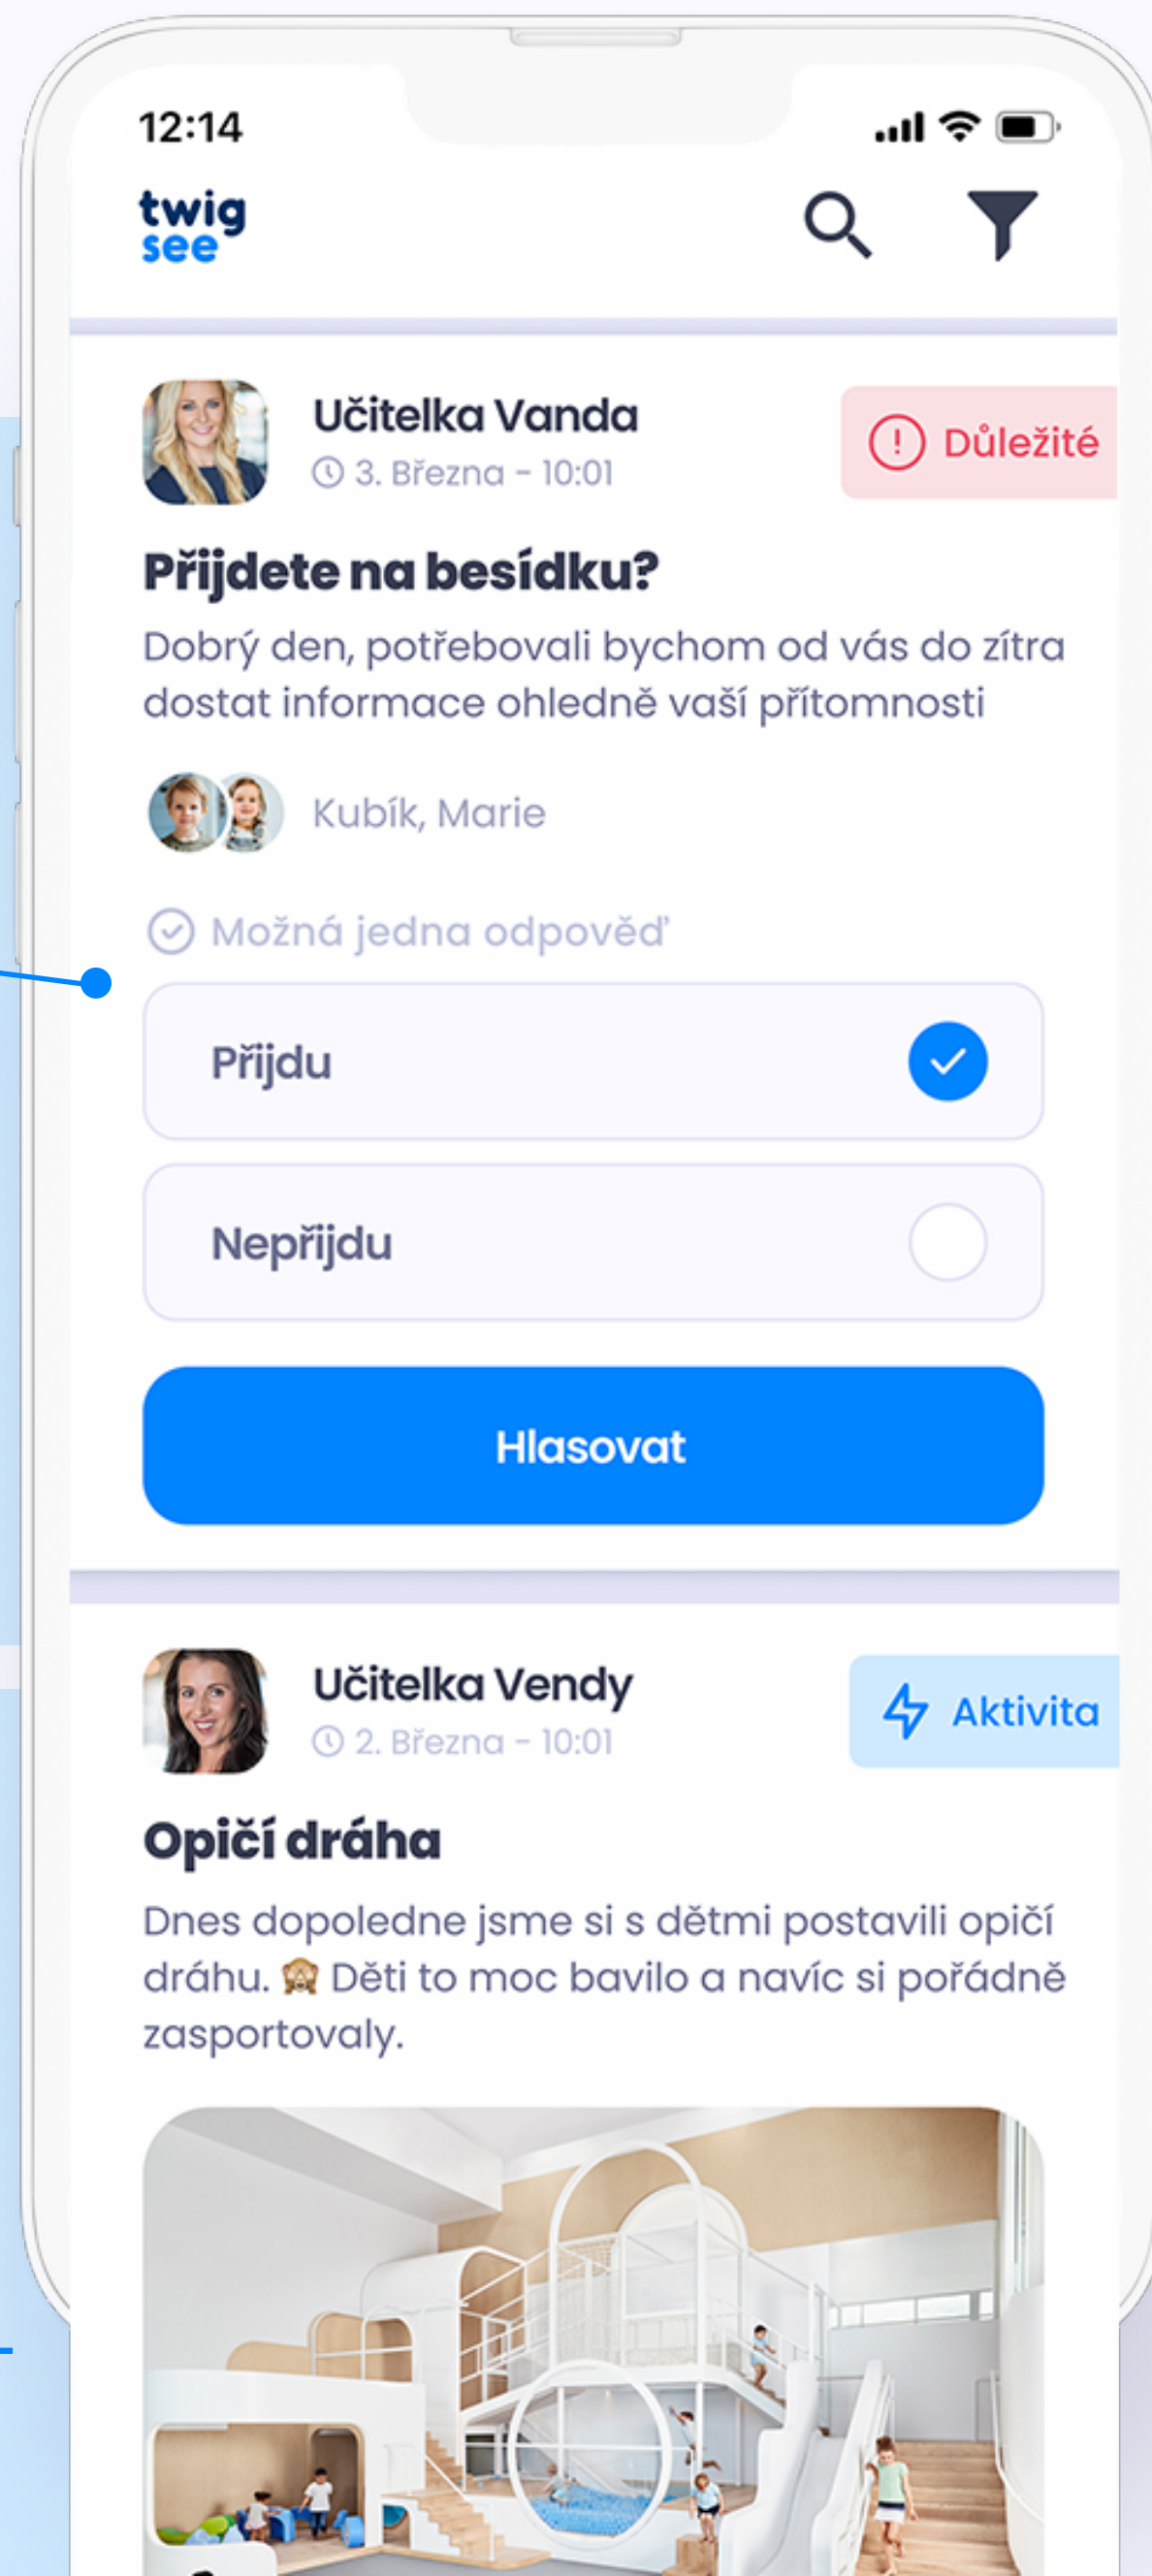 12:14
twig
see
Učitelka Vanda
3. Března - 10:01
Důležité
Přijdete na besídku?
Dobrý den, potřebovali bychom od vás do zítra
dostat informace ohledně vaší přítomnosti
Kubík, Marie
Možná jedna odpověď
Přijdu
Nepřijdu
Hlasovat
Učitelka Vendy
2. Března - 10:01
Aktivita
Opičí dráha
Dnes dopoledne jsme si s dětmi postavili opičí
dráhu. 🙈 Děti to moc bavilo a navíc si pořádně
zasportovaly.